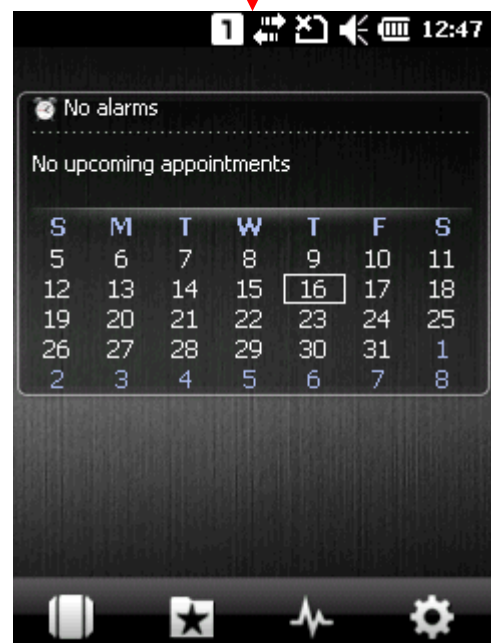 1 12:47
No alarms
No upcoming appointments
S M T W T F S
5 6 7 8 9 10 11
12 13 14 15 16 17 18
19 20 21 22 23 24 25
26 27 28 29 30 31 1
2 3 4 5 6 7 8